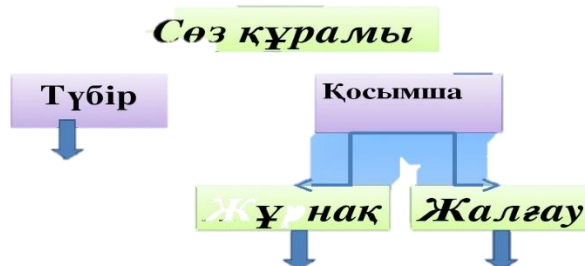 Сөз құрамы
Түбір
Қосымша
Жұрнақ
Жалғау